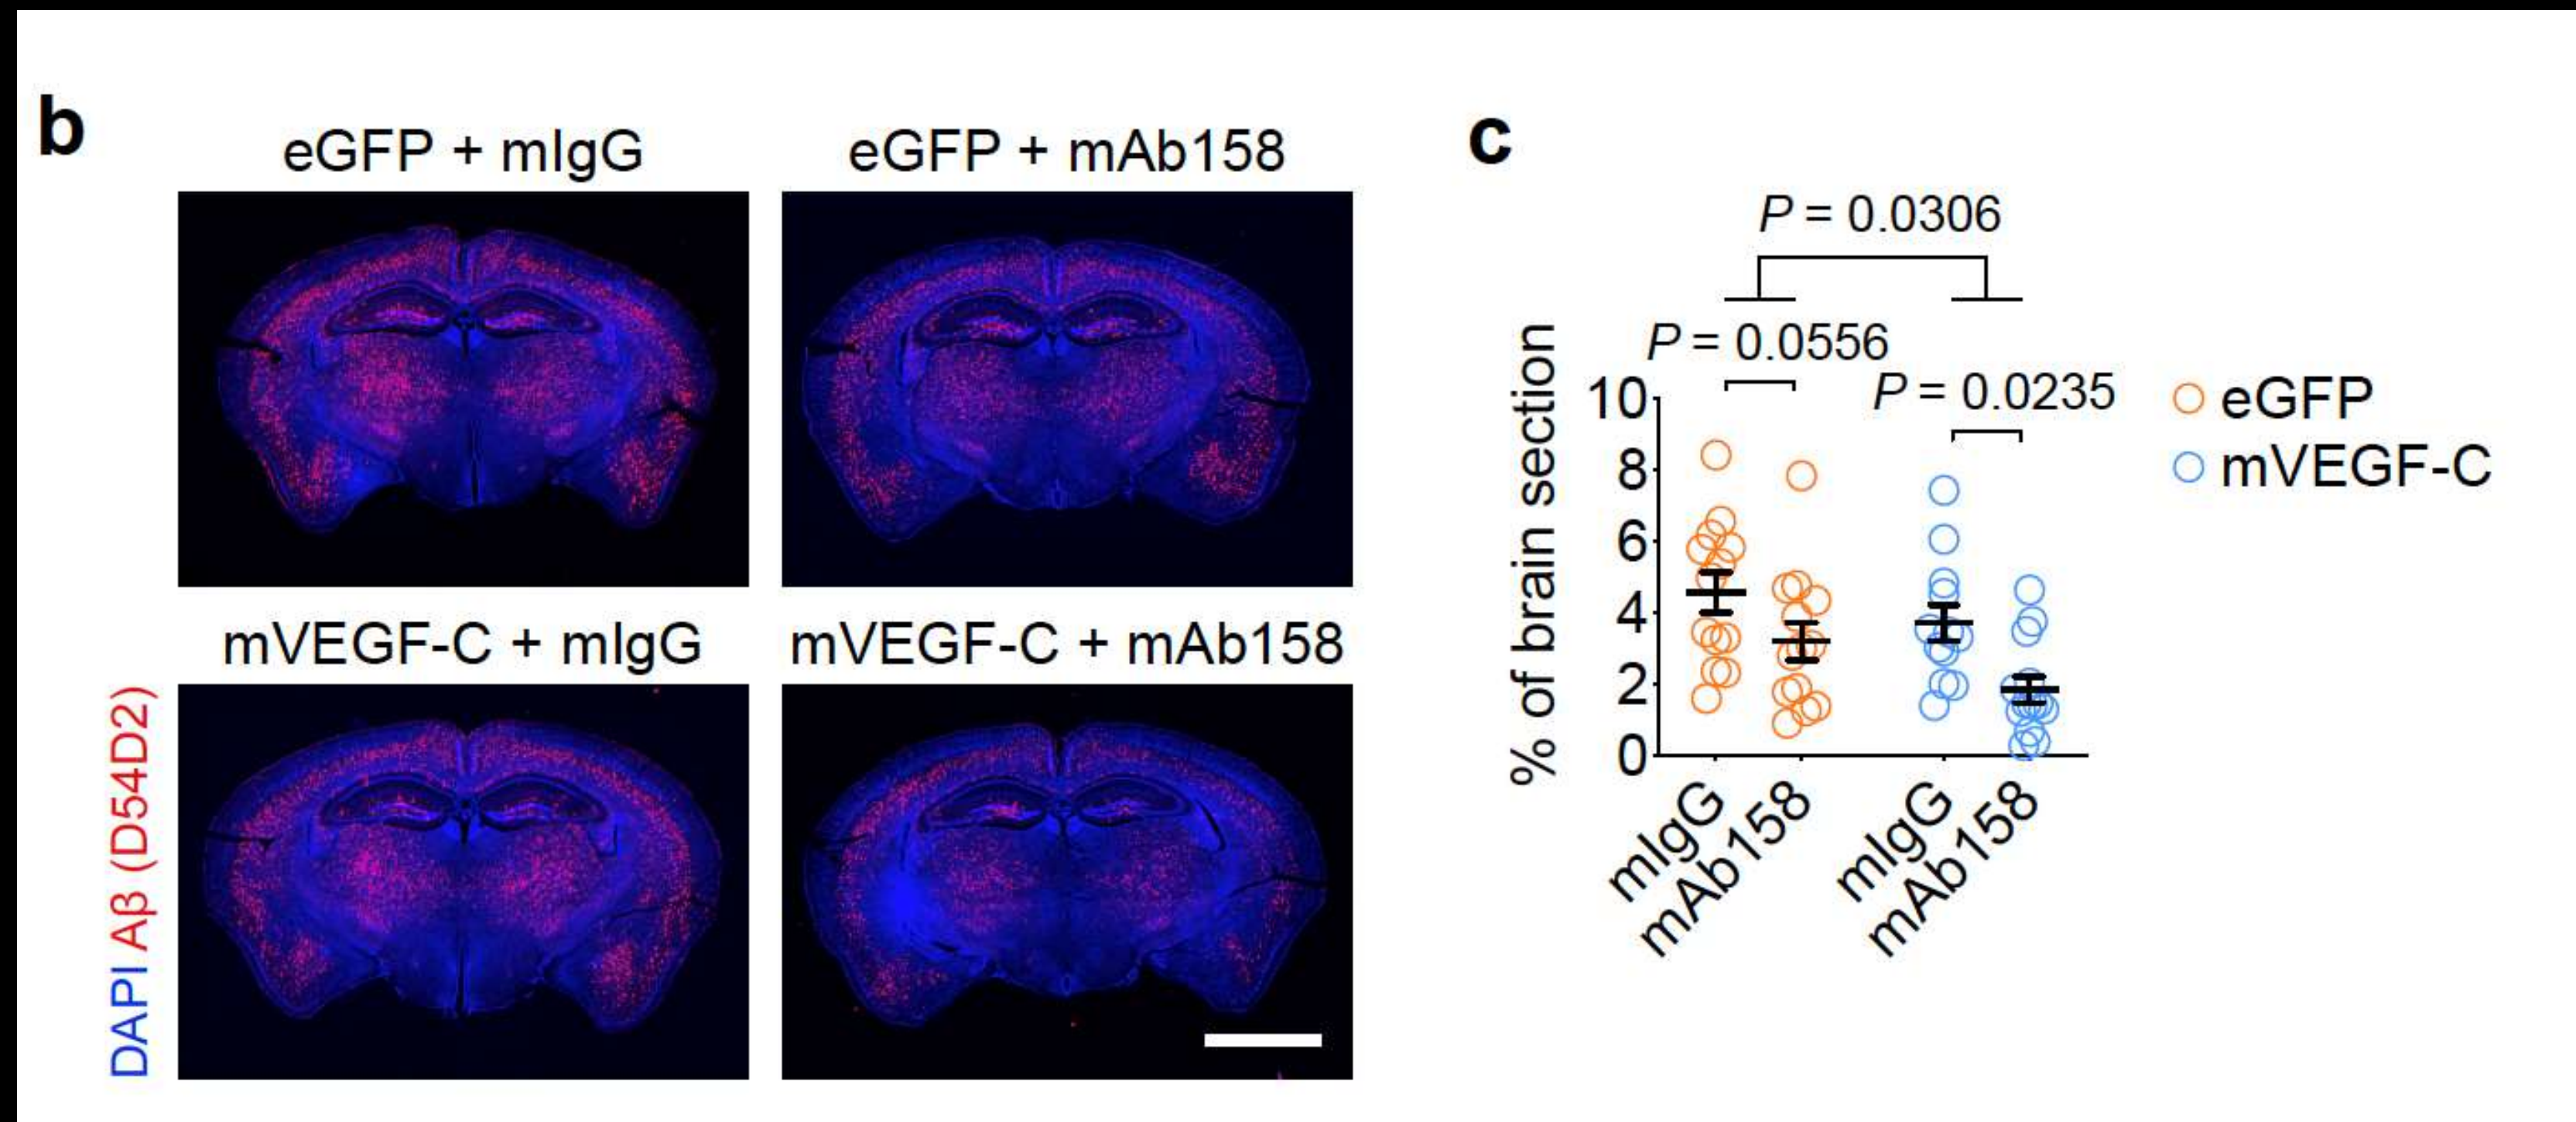 b
eGFP + mIgG
eGFP + mAb158
mVEGF-C + mIgG
mVEGF-C + mAb158
DAPI Aβ (D54D2)
c
P = 0.0306
P = 0.0556
P = 0.0235
% of brain section
10
8
6
4
2
0
mIgG
mAb158
mIgG
mAb158
eGFP
mVEGF-C